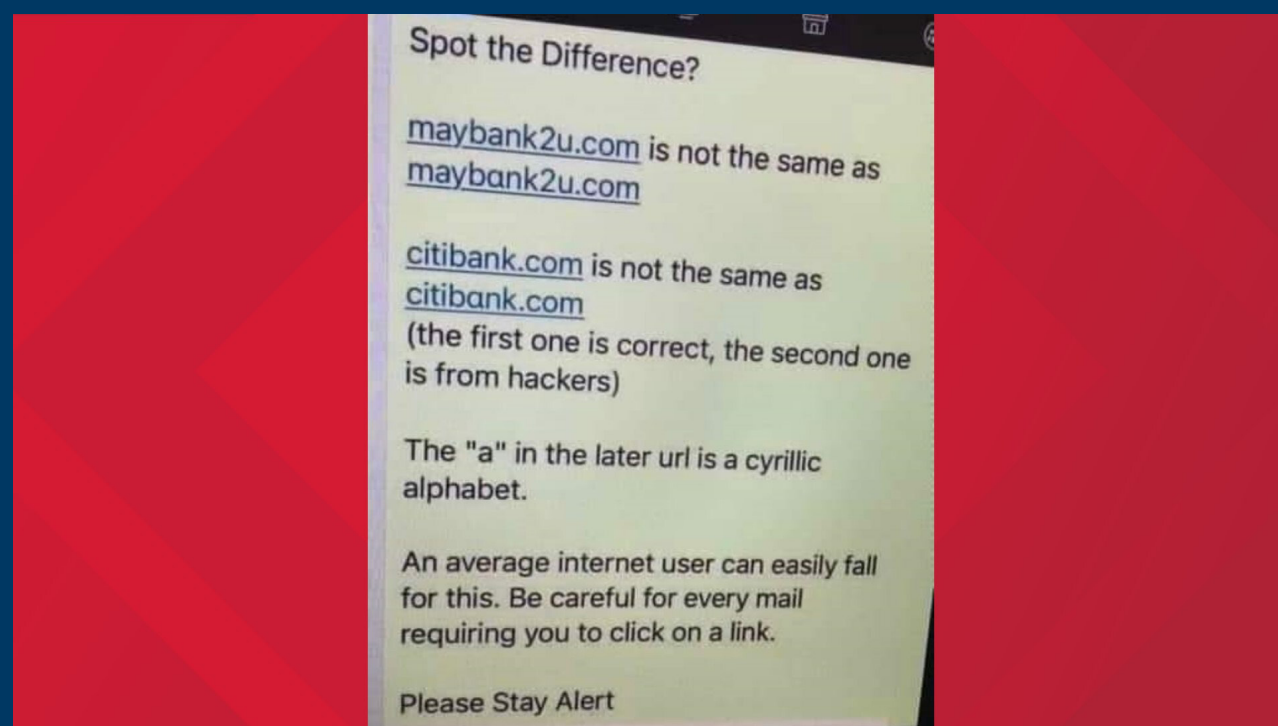 Spot the Difference?
maybank2u.com is not the same as
maybɑnk2u.com
citibank.com is not the same as
citibɑnk.com
(the first one is correct, the second one
is from hackers)
The "a" in the later url is a cyrillic
alphabet.
An average internet user can easily fall
for this. Be careful for every mail
requiring you to click on a link.
Please Stay Alert